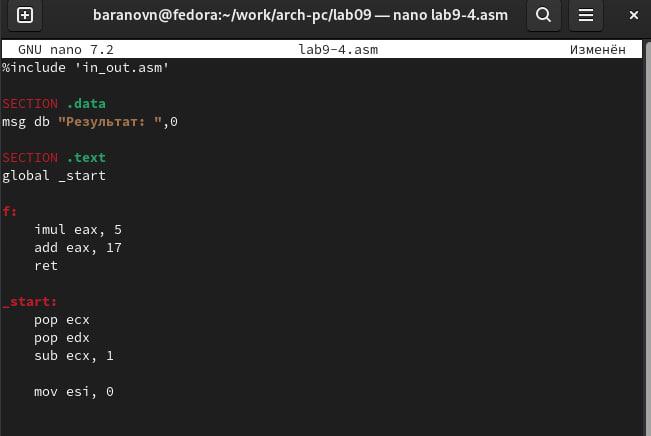 baranovn@fedora:~/work/arch-pc/lab09 — nano lab9-4.asm
GNU nano 7.2 lab9-4.asm Изменён
%include 'in_out.asm'
SECTION .data
msg db "Результат: ",0
SECTION .text
global _start
f:
imul eax, 5
add eax, 17
ret
_start:
pop ecx
pop edx
sub ecx, 1
mov esi, 0